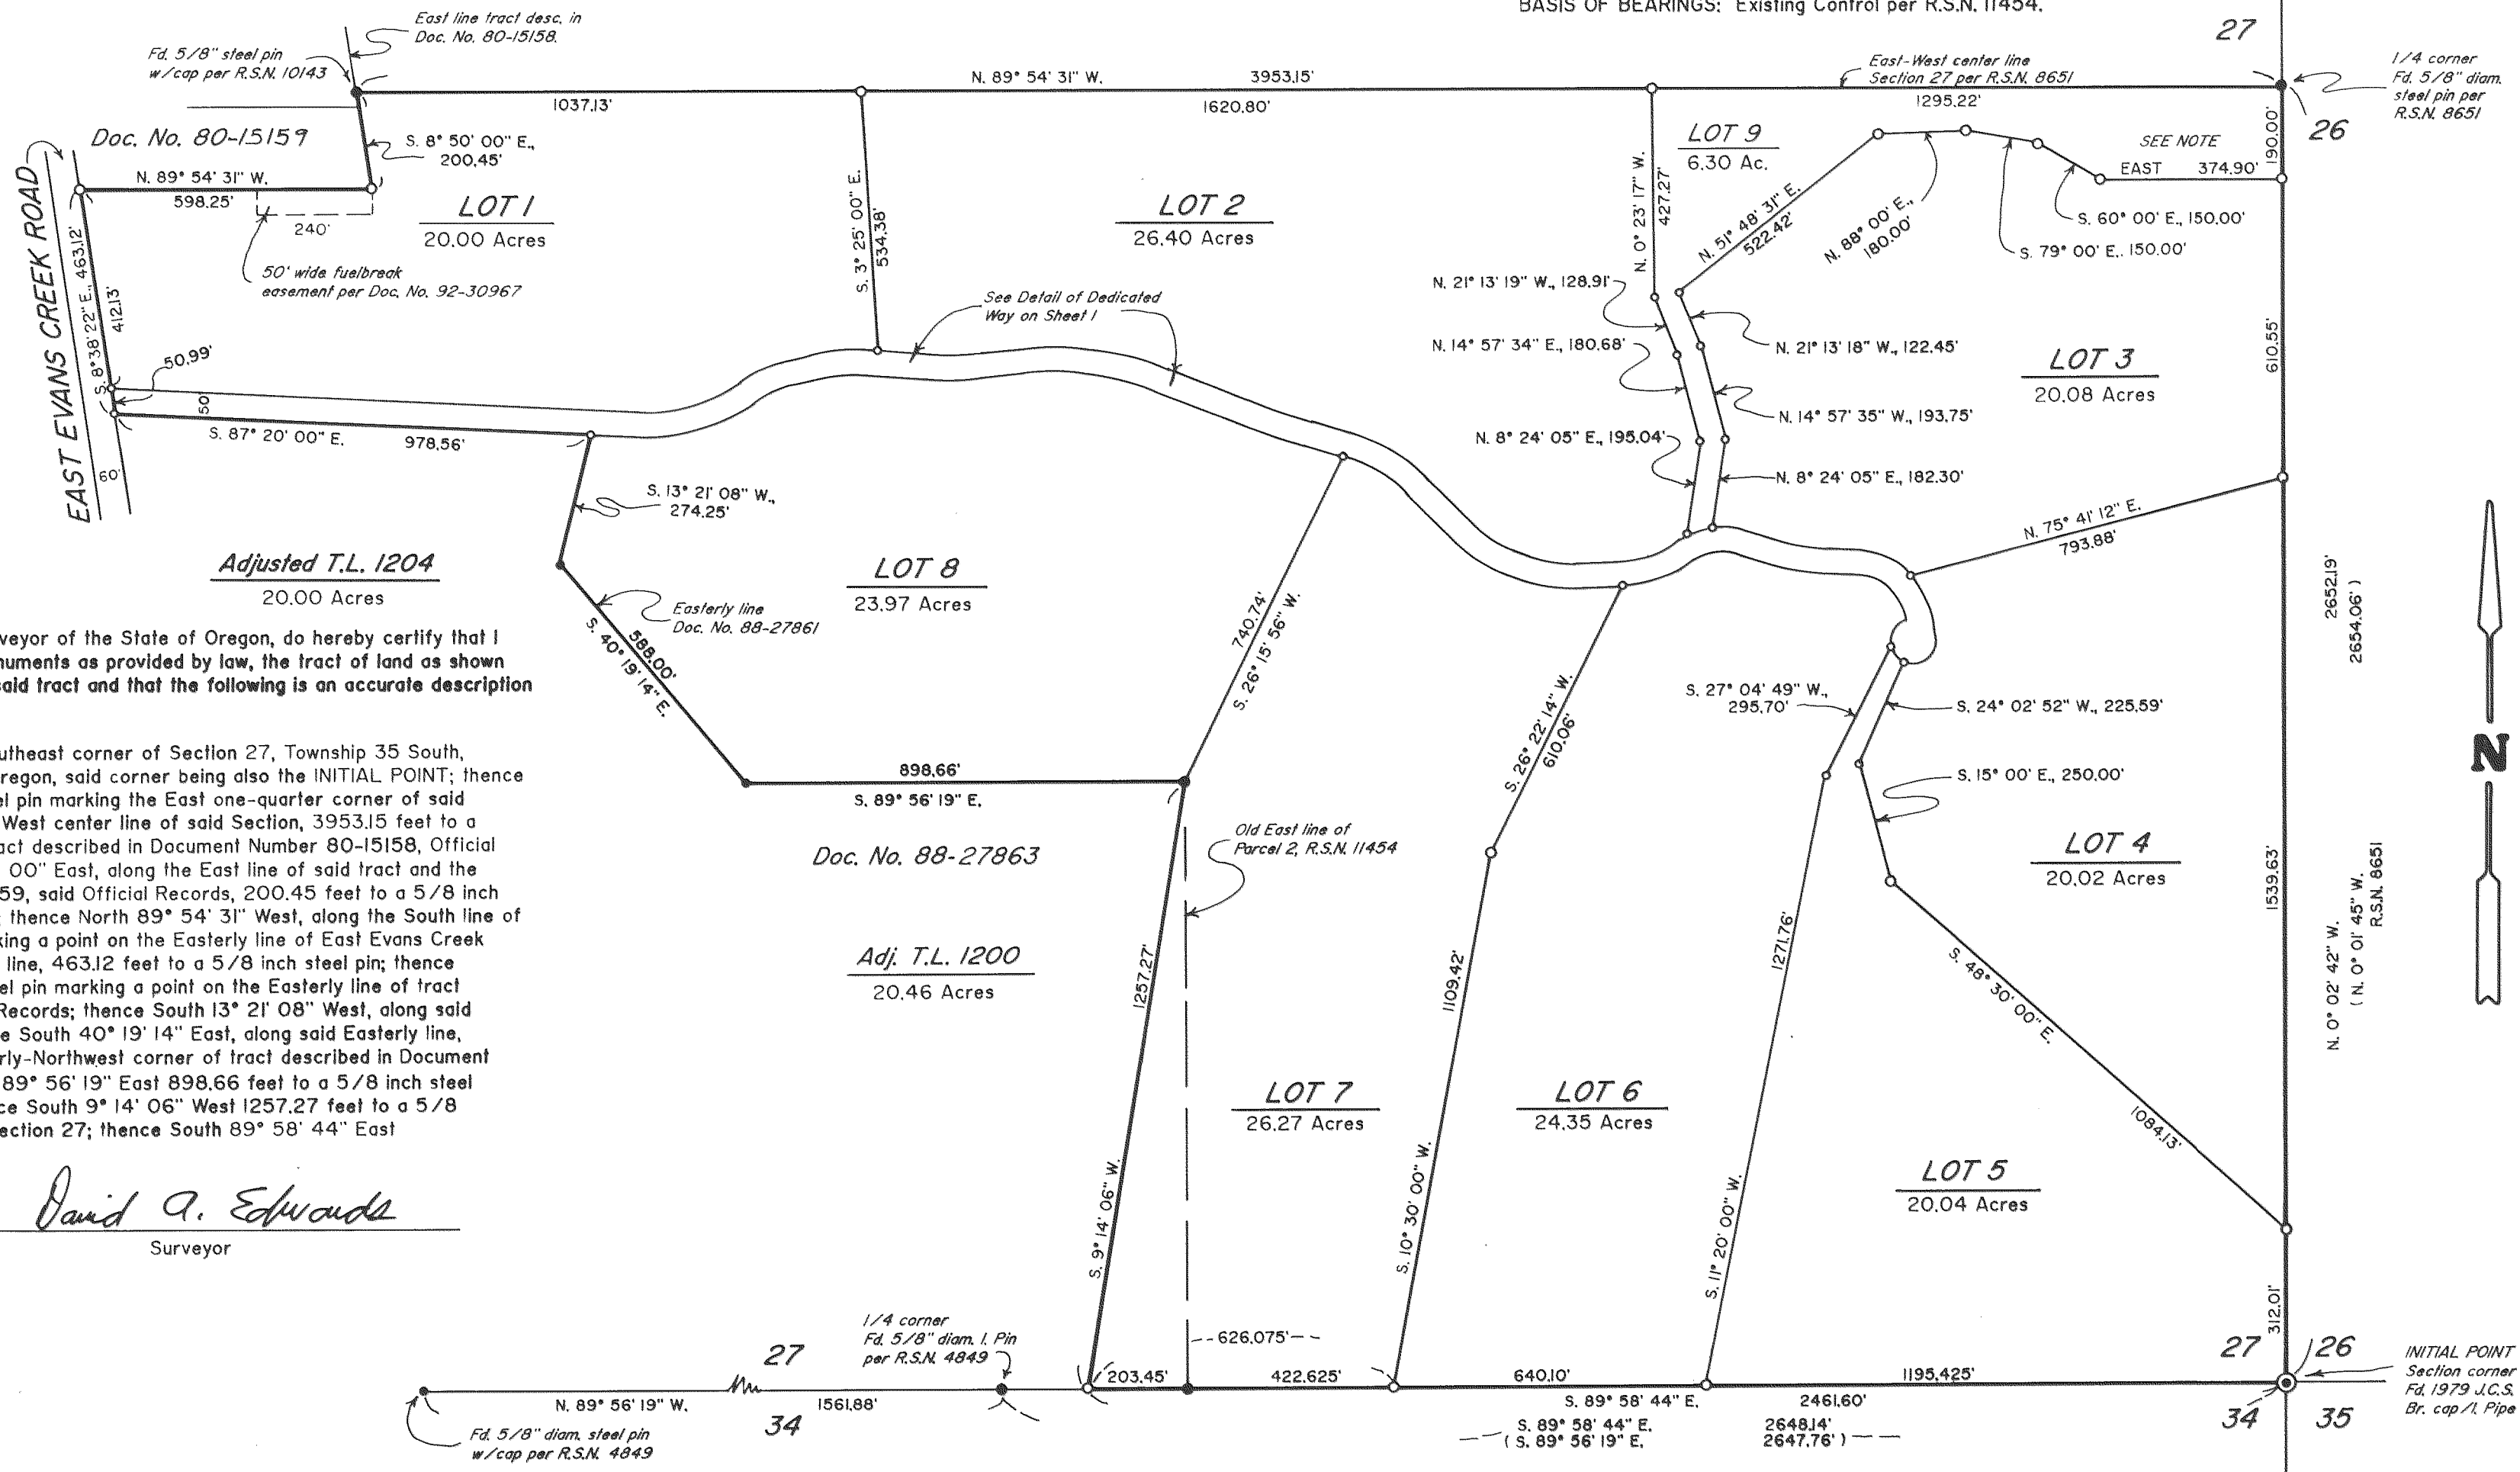 BASIS OF BEARINGS: Existing Control per R.S.N. 11454.
East line tract desc. in
Doc. No. 80-15158.
Fd. 5/8" steel pin
w/cap per R.S.N. 10143
N. 89° 54' 31" W. 3953.15'
East-West center line
Section 27 per R.S.N. 8651
27
1/4 corner
Fd. 5/8" diam.
steel pin per
R.S.N. 8651
26
1037.13'
1620.80'
1295.22'
190.00'
Doc. No. 80-15159
S. 8° 50' 00" E.,
200.45'
N. 89° 54' 31" W.
598.25'
240'
LOT 1
20.00 Acres
50' wide fuelbreak
easement per Doc. No. 92-30967
EAST EVANS CREEK ROAD
S. 8° 38' 22" E., 463.12'
412.13'
50.99'
50'
60'
S. 87° 20' 00" E. 978.56'
S. 3° 25' 00" E.
534.38'
LOT 2
26.40 Acres
See Detail of Dedicated
Way on Sheet 1
LOT 9
6.30 Ac.
N. 0° 23' 17" W.
427.27'
N. 51° 48' 31" E.
522.42'
N. 88° 00' E.,
180.00'
SEE NOTE
EAST 374.90'
S. 60° 00' E., 150.00'
S. 79° 00' E., 150.00'
N. 21° 13' 19" W., 128.91'
N. 14° 57' 34" E., 180.68'
N. 8° 24' 05" E., 195.04'
N. 21° 13' 18" W., 122.45'
N. 14° 57' 35" W., 193.75'
N. 8° 24' 05" E., 182.30'
LOT 3
20.08 Acres
610.55'
N. 75° 41' 12" E.
793.88'
2652.19'
2654.06' )
S. 13° 21' 08" W.,
274.25'
Adjusted T.L. 1204
20.00 Acres
LOT 8
23.97 Acres
Easterly line
Doc. No. 88-27861
588.00'
S. 40° 19' 14" E.
740.74'
S. 26° 15' 56" W.
898.66'
S. 89° 56' 19" E.
S. 26° 22' 14" W.
610.06'
S. 27° 04' 49" W.,
295.70'
S. 24° 02' 52" W., 225.59'
S. 15° 00' E., 250.00'
N
veyor of the State of Oregon, do hereby certify that I
numents as provided by law, the tract of land as shown
said tract and that the following is an accurate description
utheast corner of Section 27, Township 35 South,
regon, said corner being also the INITIAL POINT; thence
el pin marking the East one-quarter corner of said
West center line of said Section, 3953.15 feet to a
act described in Document Number 80-15158, Official
00" East, along the East line of said tract and the
59, said Official Records, 200.45 feet to a 5/8 inch
; thence North 89° 54' 31" West, along the South line of
king a point on the Easterly line of East Evans Creek
line, 463.12 feet to a 5/8 inch steel pin; thence
el pin marking a point on the Easterly line of tract
Records; thence South 13° 21' 08" West, along said
e South 40° 19' 14" East, along said Easterly line,
rly-Northwest corner of tract described in Document
89° 56' 19" East 898.66 feet to a 5/8 inch steel
ce South 9° 14' 06" West 1257.27 feet to a 5/8
ection 27; thence South 89° 58' 44" East
David A. Edwards
Surveyor
Doc. No. 88-27863
Adj. T.L. 1200
20.46 Acres
Old East line of
Parcel 2, R.S.N. 11454
1257.27'
S. 9° 14' 06" W.
LOT 7
26.27 Acres
1109.42'
S. 10° 30' 00" W.
LOT 6
24.35 Acres
1271.76'
S. 11° 20' 00" W.
LOT 4
20.02 Acres
S. 48° 30' 00" E.
1084.13'
1539.63'
N. 0° 02' 42" W.
( N. 0° 01' 45" W.
R.S.N. 8651
LOT 5
20.04 Acres
312.01'
1/4 corner
Fd. 5/8" diam. I. Pin
per R.S.N. 4849
27
34
N. 89° 56' 19" W. 1561.88'
Fd. 5/8" diam. steel pin
w/cap per R.S.N. 4849
626.075'
203.45'
422.625'
640.10'
1195.425'
S. 89° 58' 44" E. 2461.60'
S. 89° 58' 44" E. 2648.14'
( S. 89° 56' 19" E. 2647.76' )
27
26
34
35
INITIAL POINT
Section corner
Fd. 1979 J.C.S.
Br. cap/I. Pipe